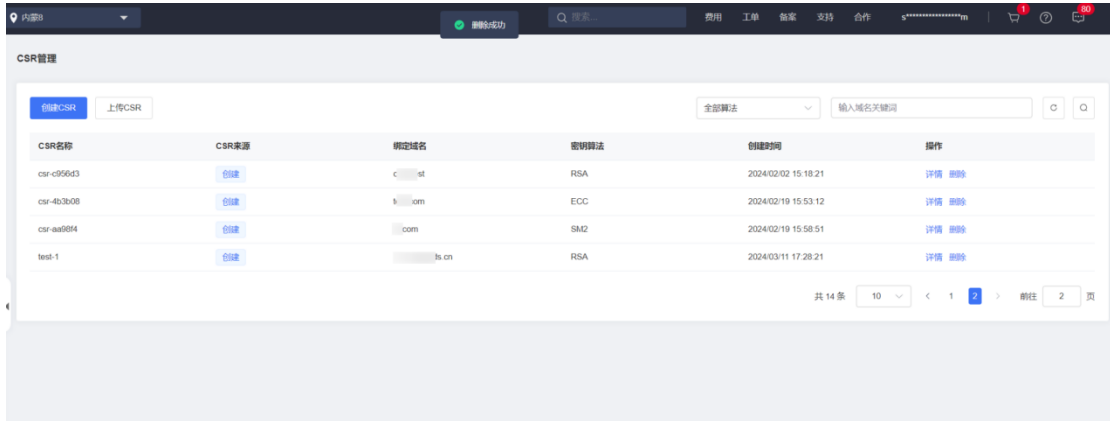 内蒙8
删除成功
搜索...
费用 工单 备案 支持 合作 s*****************m 1 80
CSR管理
创建CSR 上传CSR 全部算法 输入域名关键词
CSR名称 CSR来源 绑定域名 密钥算法 创建时间 操作
csr-c956d3 创建 c st RSA 2024/02/02 15:18:21 详情 删除
csr-4b3b08 创建 om ECC 2024/02/19 15:53:12 详情 删除
csr-aa98f4 创建 com SM2 2024/02/19 15:58:51 详情 删除
test-1 创建 ls.cn RSA 2024/03/11 17:28:21 详情 删除
共 14 条 10 < 1 2 > 前往 2 页